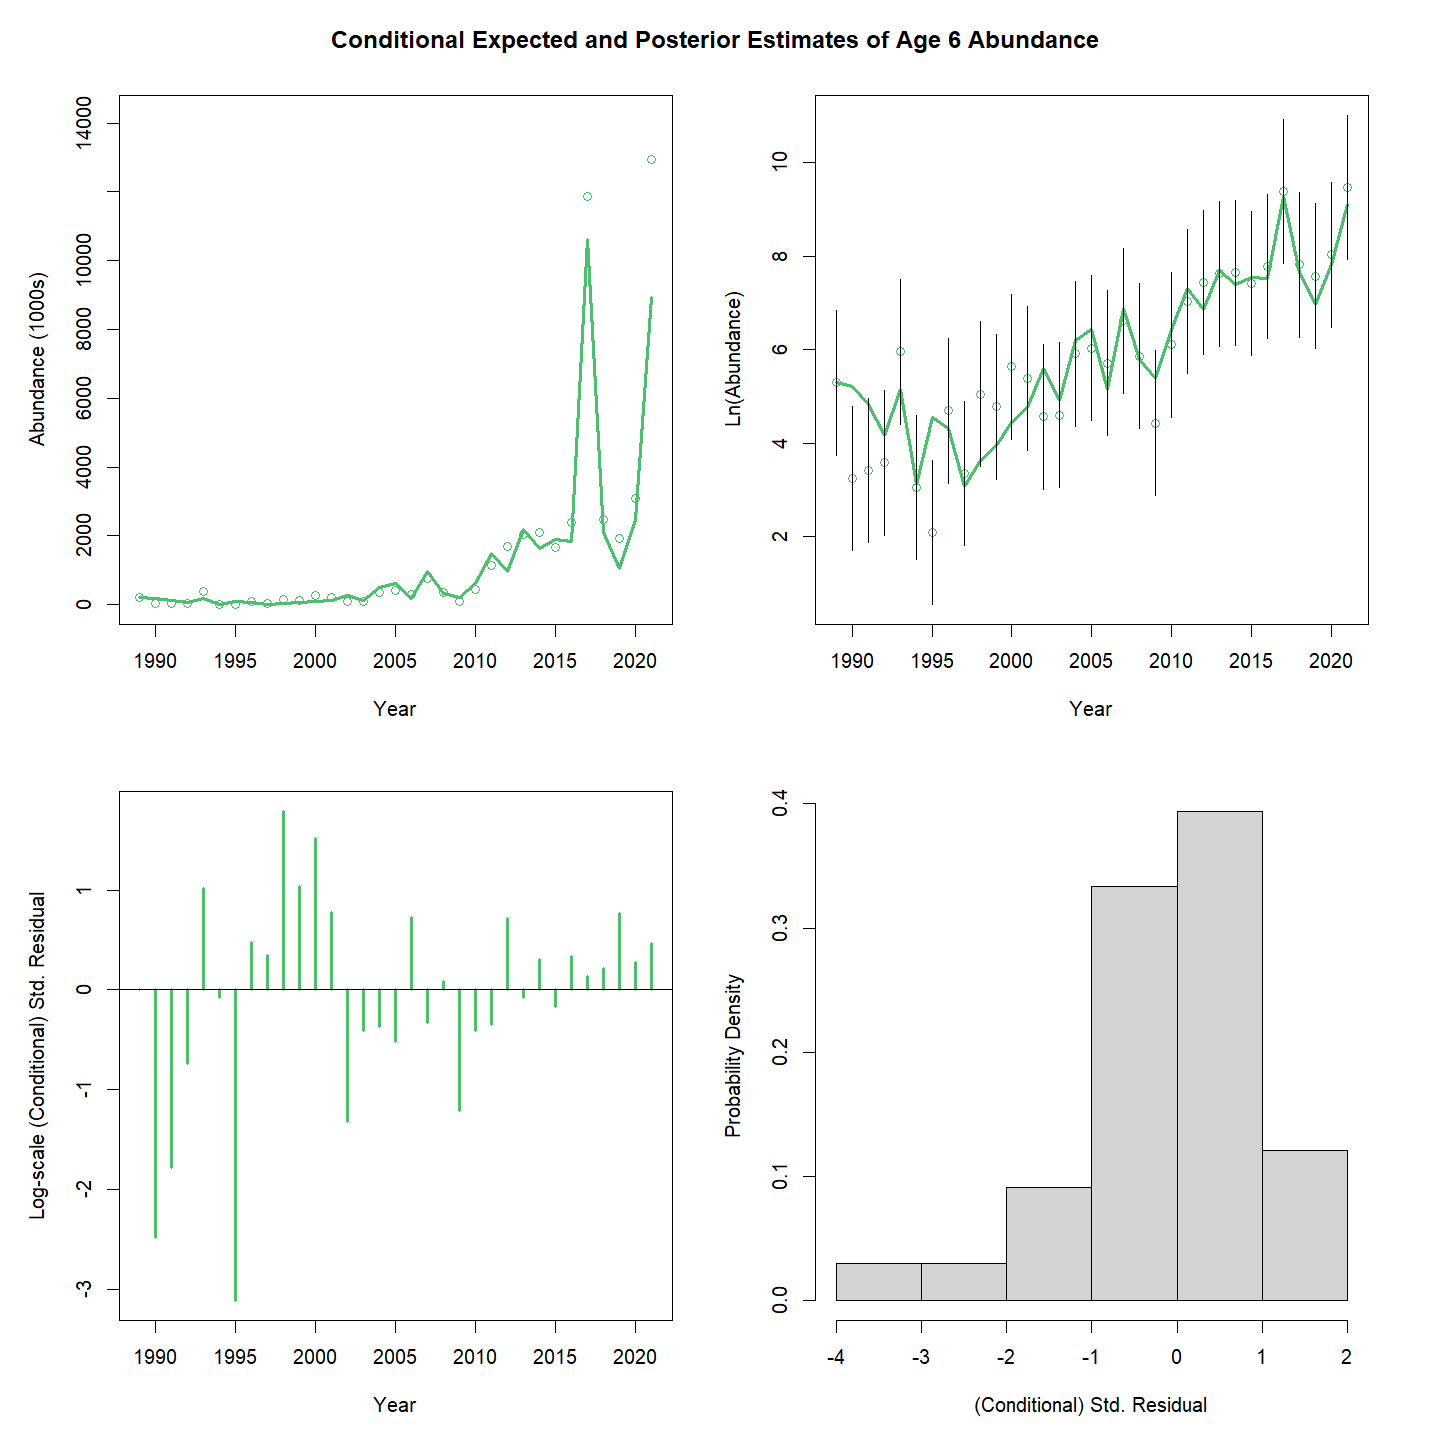 Conditional Expected and Posterior Estimates of Age 6 Abundance
Abundance (1000s)
14000
10000
8000
6000
4000
2000
0
1990 1995 2000 2005 2010 2015 2020
Year
Ln(Abundance)
10
8
6
4
2
1990 1995 2000 2005 2010 2015 2020
Year
Log-scale (Conditional) Std. Residual
1
0
-1
-2
-3
1990 1995 2000 2005 2010 2015 2020
Year
Probability Density
0.4
0.3
0.2
0.1
0.0
-4 -3 -2 -1 0 1 2
(Conditional) Std. Residual